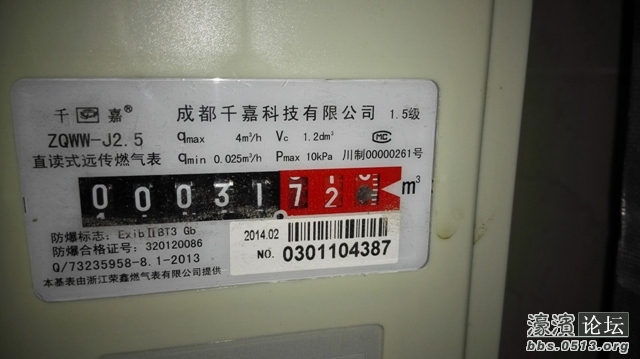 千 嘉® 成都千嘉科技有限公司 1.5级
ZQWW-J2.5 qmax 4m³/h Vc 1.2dm³ MC
直读式远传燃气表 qmin 0.025m³/h Pmax 10kPa 川制00000261号
0 0 0 3 1 7 2 m³
防爆标志: ExibⅡBT3 Gb
防爆合格证号: 320120086
Q/73235958-8.1-2013
本基表由浙江荣鑫燃气表有限公司提供
2014.02
NO. 0301104387
濠滨论坛
bbs.0513.org